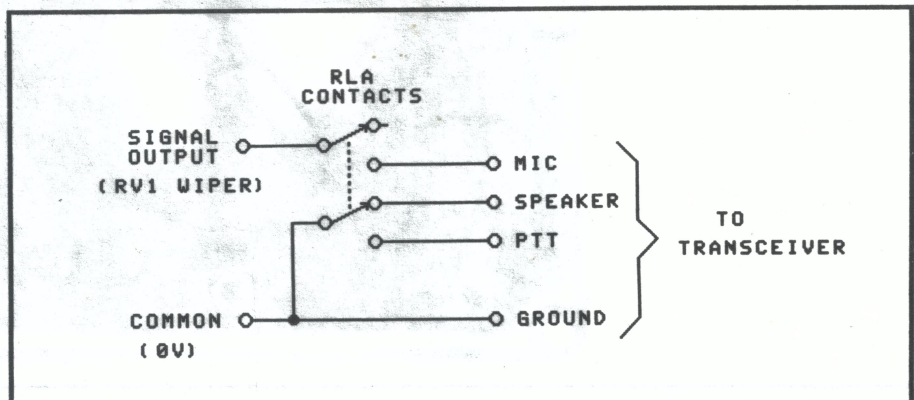 RLA
CONTACTS
SIGNAL
OUTPUT
(RV1 WIPER)
MIC
SPEAKER
PTT
TO
TRANSCEIVER
COMMON
(0V)
GROUND